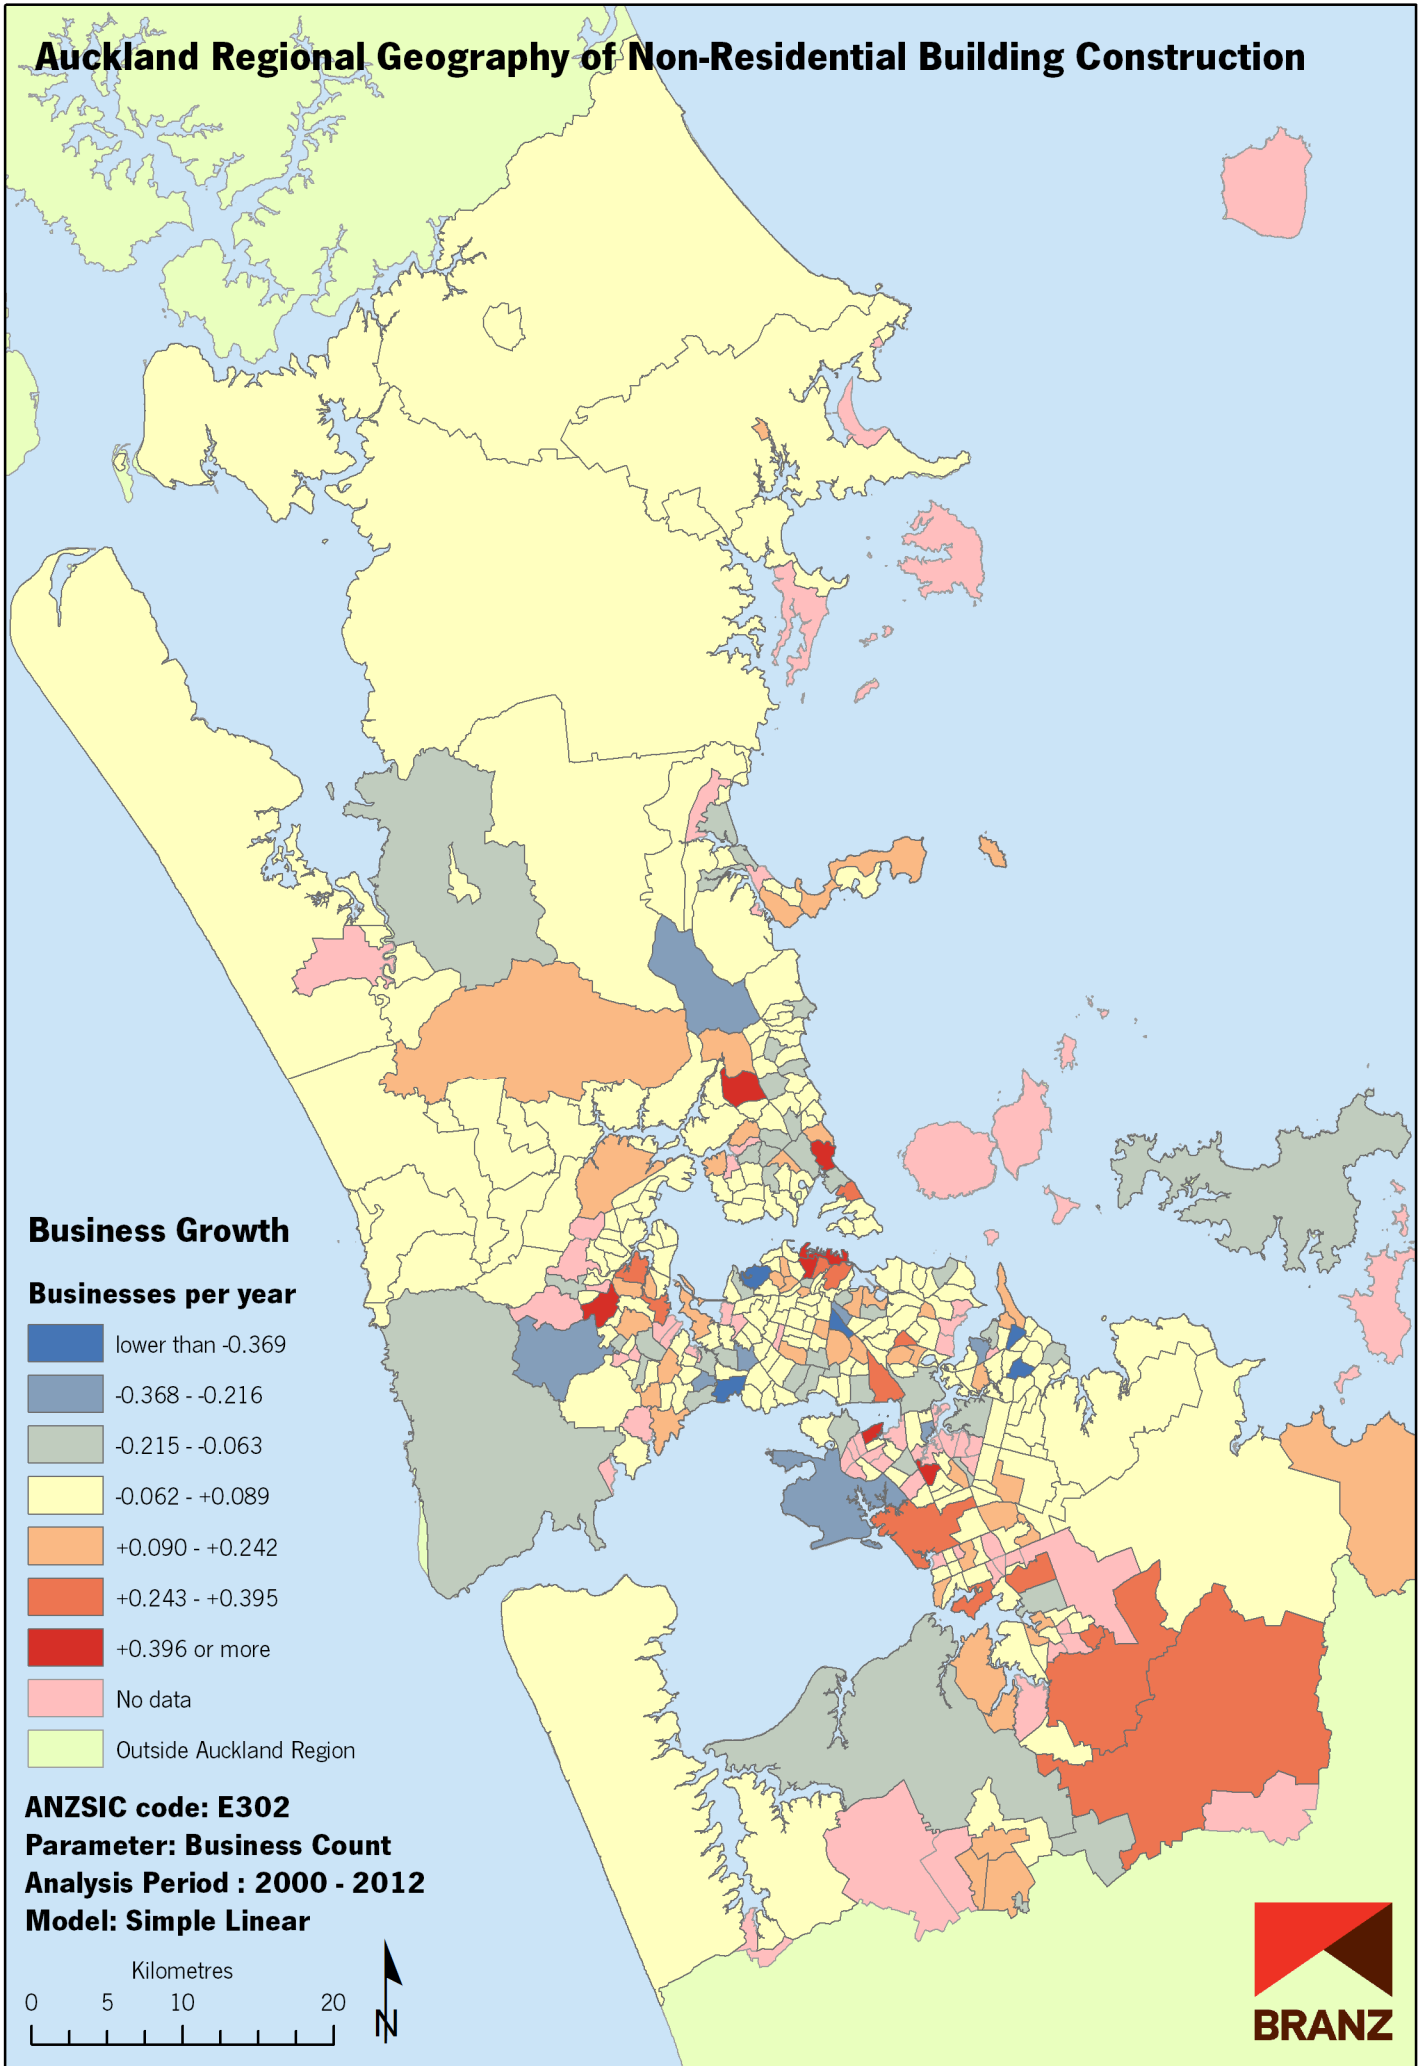 Auckland Regional Geography of Non-Residential Building Construction
Business Growth
Businesses per year
lower than -0.369
-0.368 - -0.216
-0.215 - -0.063
-0.062 - +0.089
+0.090 - +0.242
+0.243 - +0.395
+0.396 or more
No data
Outside Auckland Region
ANZSIC code: E302
Parameter: Business Count
Analysis Period : 2000 - 2012
Model: Simple Linear
Kilometres
0 5 10 20
N
BRANZ